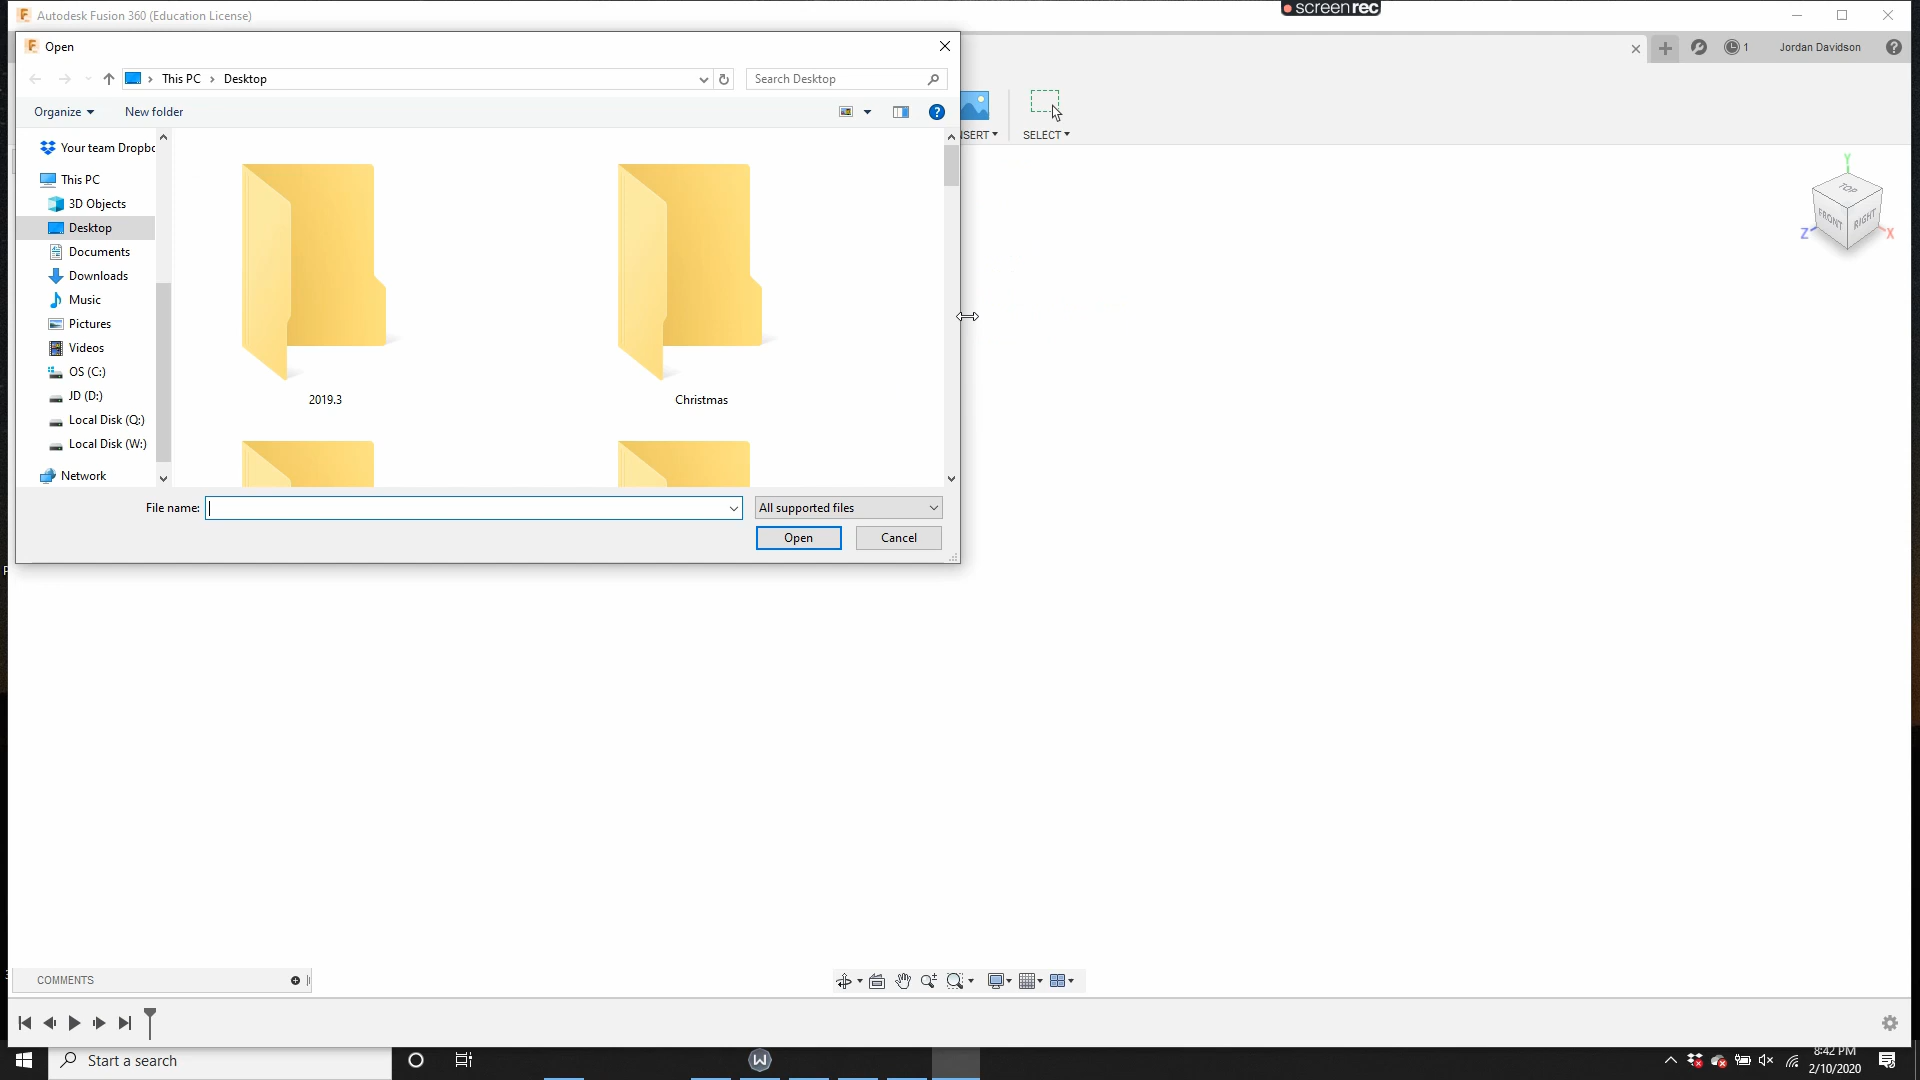 Autodesk Fusion 360 (Education License)
screenrec
Open
1
Jordan Davidson
This PC
Desktop
Search Desktop
Organize
New folder
SERT
SELECT
Your team Dropbo
This PC
3D Objects
Desktop
Documents
Downloads
Music
Pictures
Videos
OS (C:)
JD (D:)
Local Disk (Q:)
Local Disk (W:)
Network
2019.3
Christmas
File name:
All supported files
Open
Cancel
Y
TOP
FRONT
RIGHT
Z
X
COMMENTS
Start a search
8:42 PM
2/10/2020